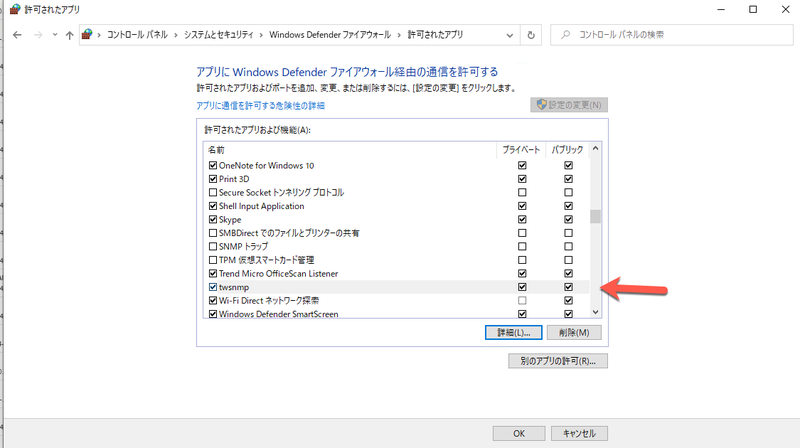 許可されたアプリ
コントロール パネル › システムとセキュリティ › Windows Defender ファイアウォール › 許可されたアプリ
コントロール パネルの検索
アプリに Windows Defender ファイアウォール経由の通信を許可する
許可されたアプリおよびポートを追加、変更、または削除するには、[設定の変更] をクリックします。
アプリに通信を許可する危険性の詳細
設定の変更(N)
許可されたアプリおよび機能(A):
名前 プライベート パブリック
OneNote for Windows 10
Print 3D
Secure Socket トンネリング プロトコル
Shell Input Application
Skype
SMBDirect でのファイルとプリンターの共有
SNMP トラップ
TPM 仮想スマートカード管理
Trend Micro OfficeScan Listener
twsnmp
Wi-Fi Direct ネットワーク探索
Windows Defender SmartScreen
詳細(L)... 削除(M)
別のアプリの許可(R)...
OK キャンセル